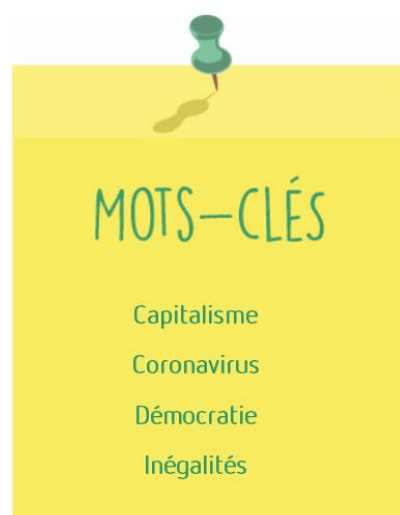 MOTS–CLÉS
Capitalisme
Coronavirus
Démocratie
Inégalités